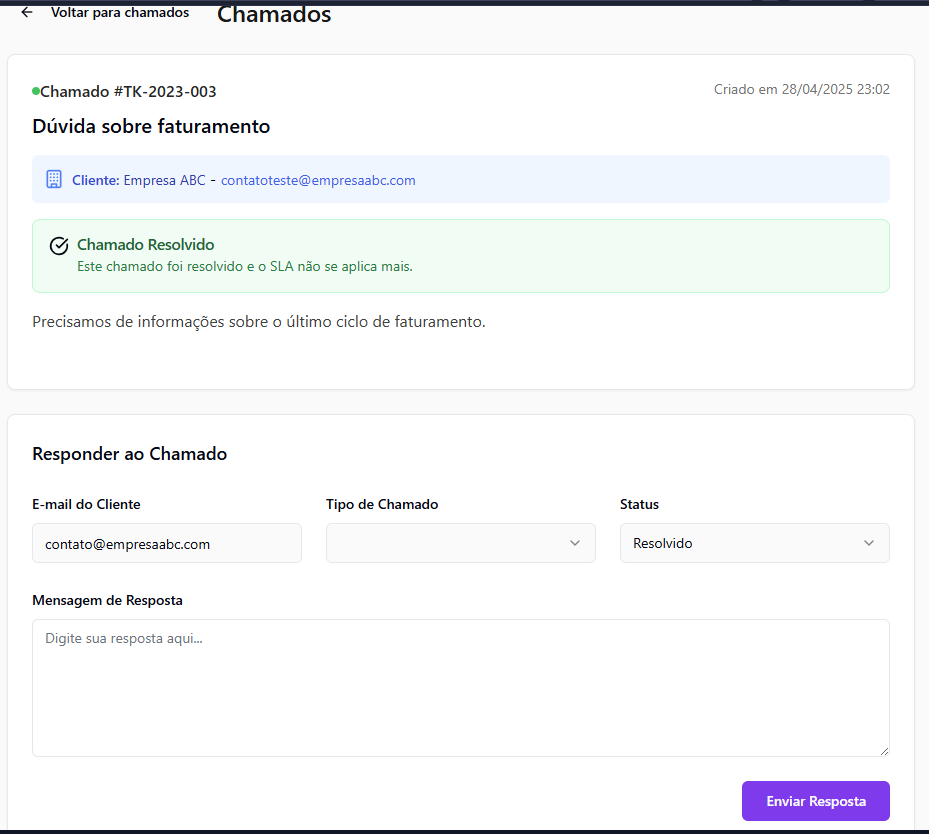 Voltar para chamados Chamados
Chamado #TK-2023-003 Criado em 28/04/2025 23:02
Dúvida sobre faturamento
Cliente: Empresa ABC - contatoteste@empresaabc.com
Chamado Resolvido
Este chamado foi resolvido e o SLA não se aplica mais.
Precisamos de informações sobre o último ciclo de faturamento.
Responder ao Chamado
E-mail do Cliente Tipo de Chamado Status
contato@empresaabc.com Resolvido
Mensagem de Resposta
Digite sua resposta aqui...
Enviar Resposta